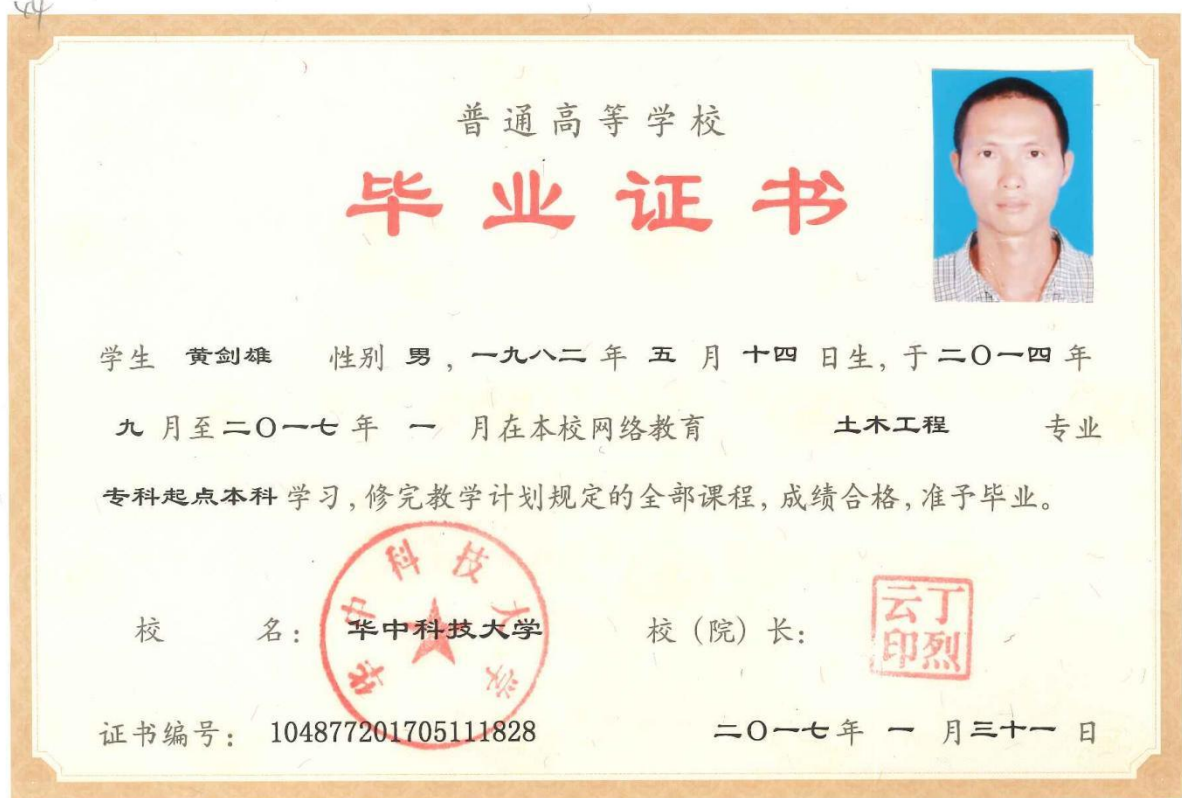 普通高等学校
毕业证书
学生 黄剑雄 性别 男，一九八二 年 五 月 十四 日生，于 二〇一四 年
九 月至 二〇一七 年 一 月在本校网络教育 土木工程 专业
专科起点本科 学习，修完教学计划规定的全部课程，成绩合格，准予毕业。
华中科技大学
校 名： 华中科技大学 校（院）长： 丁烈云印
证书编号： 104877201705111828 二〇一七 年 一 月 三十一 日